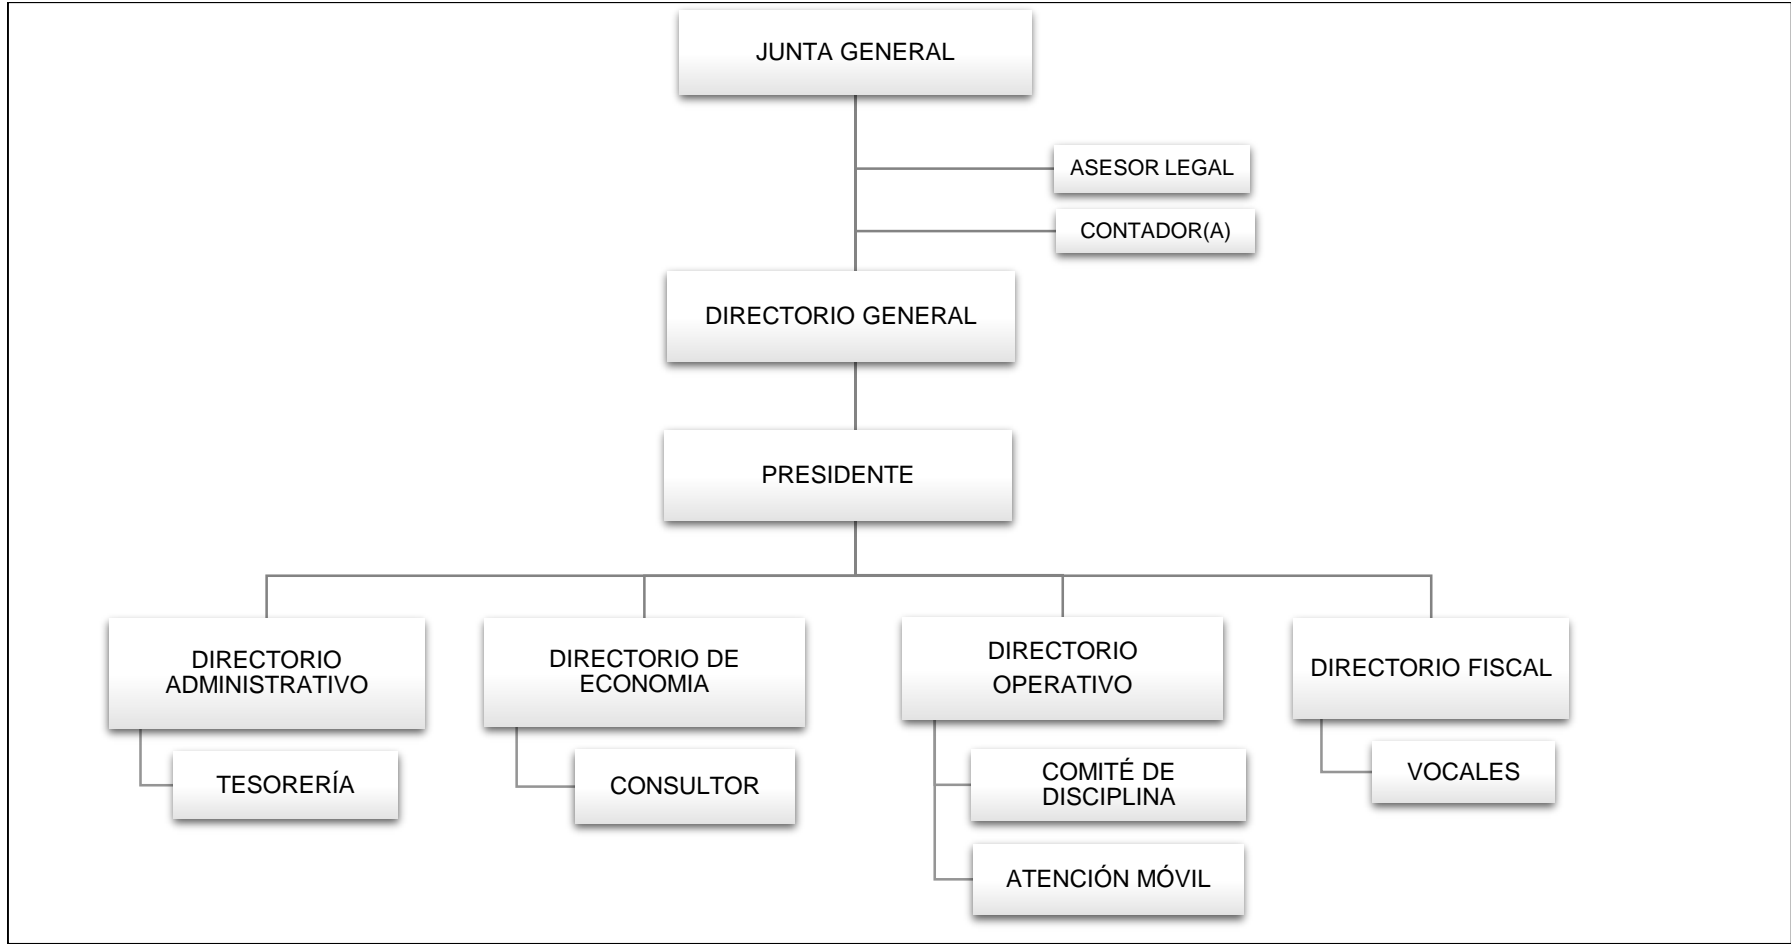 JUNTA GENERAL
ASESOR LEGAL
CONTADOR(A)
DIRECTORIO GENERAL
PRESIDENTE
DIRECTORIO
ADMINISTRATIVO
DIRECTORIO DE
ECONOMIA
DIRECTORIO
OPERATIVO
DIRECTORIO FISCAL
TESORERÍA
CONSULTOR
COMITÉ DE
DISCIPLINA
VOCALES
ATENCIÓN MÓVIL